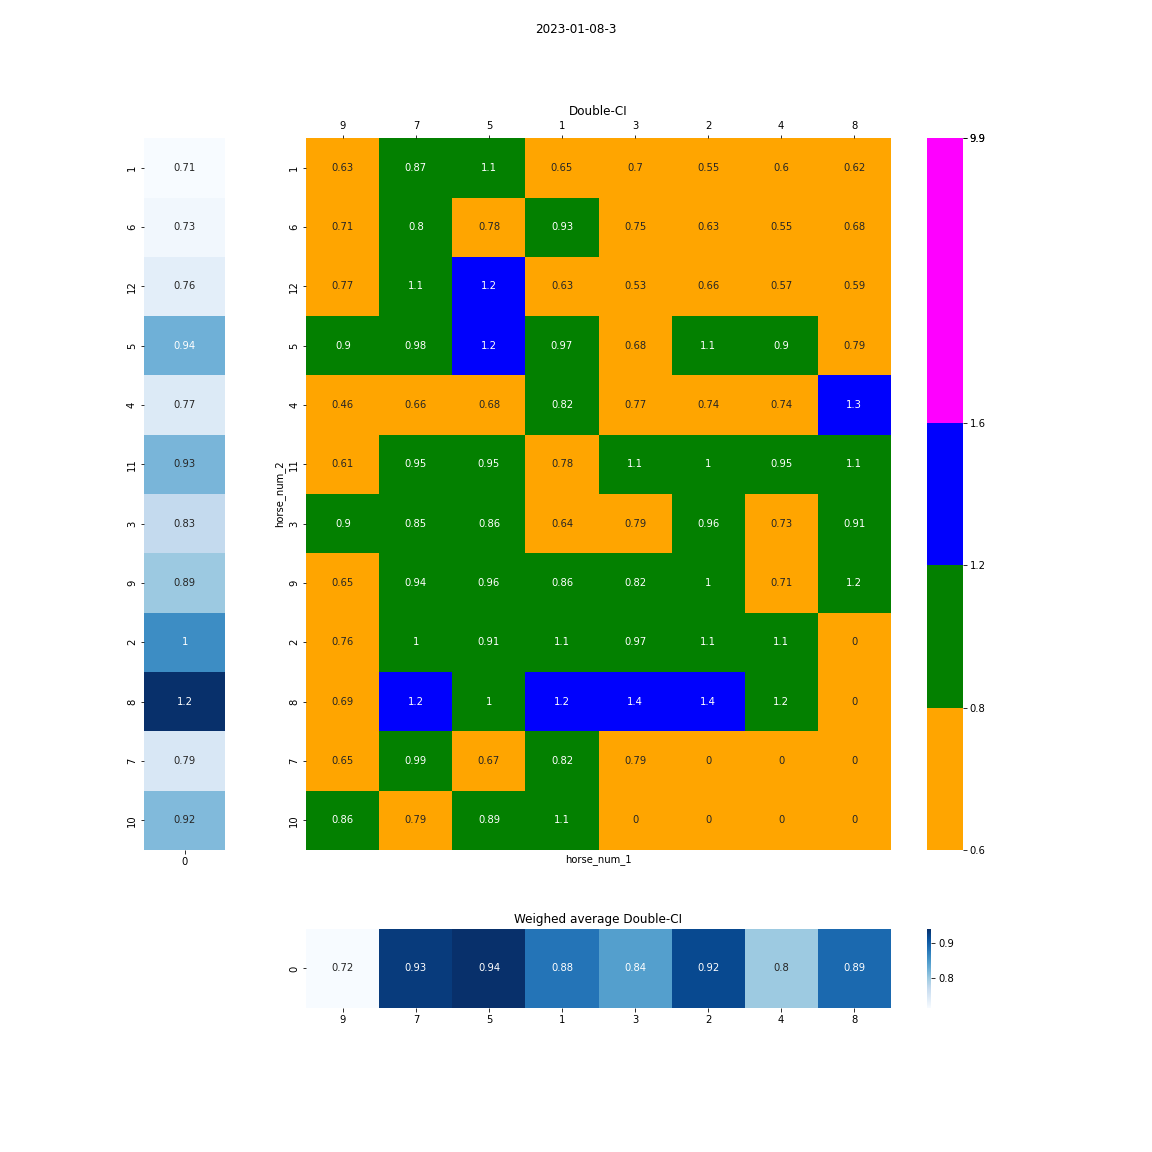 2023-01-08-3
Double-CI
9 7 5 1 3 2 4 8
9.9
1 0.71 1 0.63 0.87 1.1 0.65 0.7 0.55 0.6 0.62
6 0.73 6 0.71 0.8 0.78 0.93 0.75 0.63 0.55 0.68
12 0.76 12 0.77 1.1 1.2 0.63 0.53 0.66 0.57 0.59
5 0.94 5 0.9 0.98 1.2 0.97 0.68 1.1 0.9 0.79
4 0.77 4 0.46 0.66 0.68 0.82 0.77 0.74 0.74 1.3
1.6
11 0.93 11 0.61 0.95 0.95 0.78 1.1 1 0.95 1.1
horse_num_2
3 0.83 3 0.9 0.85 0.86 0.64 0.79 0.96 0.73 0.91
1.2
9 0.89 9 0.65 0.94 0.96 0.86 0.82 1 0.71 1.2
2 1 2 0.76 1 0.91 1.1 0.97 1.1 1.1 0
8 1.2 8 0.69 1.2 1 1.2 1.4 1.4 1.2 0
0.8
7 0.79 7 0.65 0.99 0.67 0.82 0.79 0 0 0
10 0.92 10 0.86 0.79 0.89 1.1 0 0 0 0
0.6
0
horse_num_1
Weighed average Double-CI
0 0.72 0.93 0.94 0.88 0.84 0.92 0.8 0.89
0.9
0.8
9 7 5 1 3 2 4 8